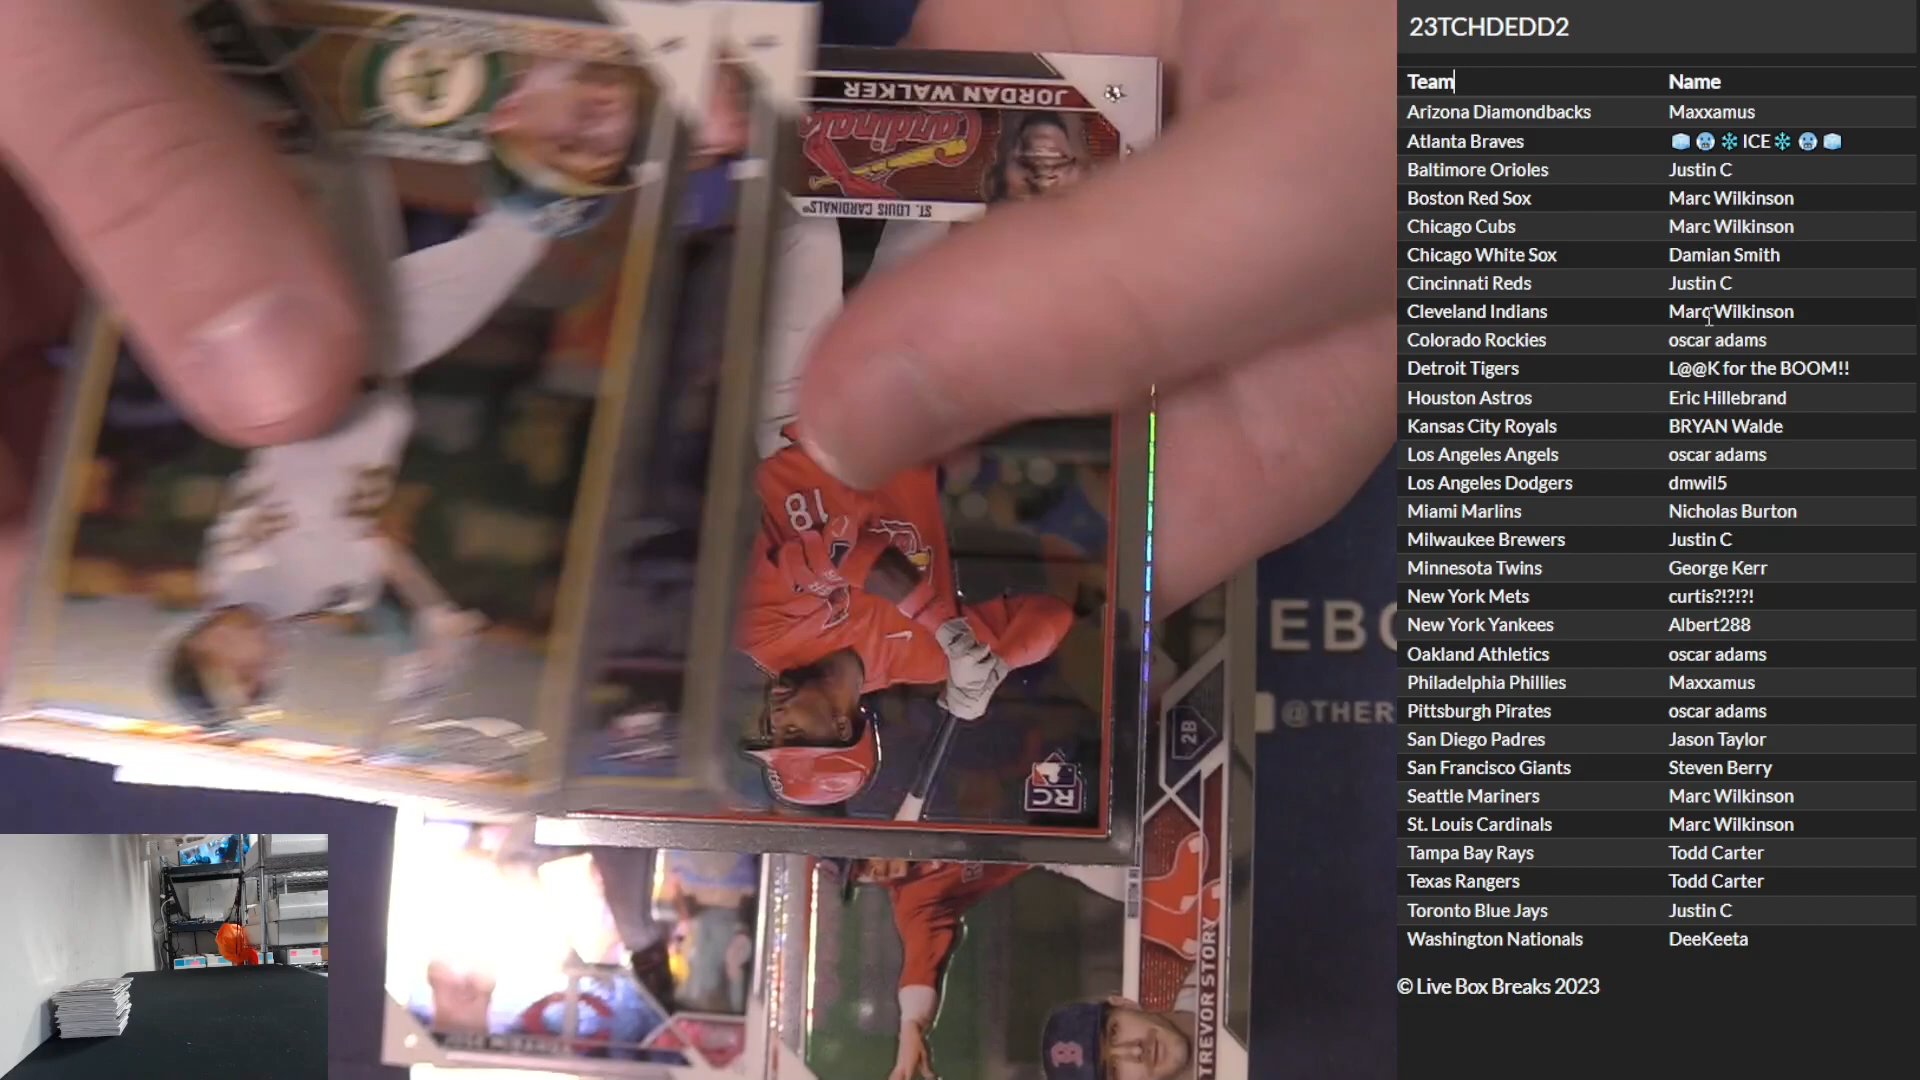 JORDAN WALKER
Cardinals
ST. LOUIS CARDINALS®
18
RC
2B
TREVOR STORY
B
EBO
@THER
23TCHDEDD2
Team Name
Arizona Diamondbacks Maxxamus
Atlanta Braves 🧊🥶❄️ ICE❄️🥶🧊
Baltimore Orioles Justin C
Boston Red Sox Marc Wilkinson
Chicago Cubs Marc Wilkinson
Chicago White Sox Damian Smith
Cincinnati Reds Justin C
Cleveland Indians Marc Wilkinson
Colorado Rockies oscar adams
Detroit Tigers L@@K for the BOOM!!
Houston Astros Eric Hillebrand
Kansas City Royals BRYAN Walde
Los Angeles Angels oscar adams
Los Angeles Dodgers dmwil5
Miami Marlins Nicholas Burton
Milwaukee Brewers Justin C
Minnesota Twins George Kerr
New York Mets curtis?!?!?!
New York Yankees Albert288
Oakland Athletics oscar adams
Philadelphia Phillies Maxxamus
Pittsburgh Pirates oscar adams
San Diego Padres Jason Taylor
San Francisco Giants Steven Berry
Seattle Mariners Marc Wilkinson
St. Louis Cardinals Marc Wilkinson
Tampa Bay Rays Todd Carter
Texas Rangers Todd Carter
Toronto Blue Jays Justin C
Washington Nationals DeeKeeta
© Live Box Breaks 2023